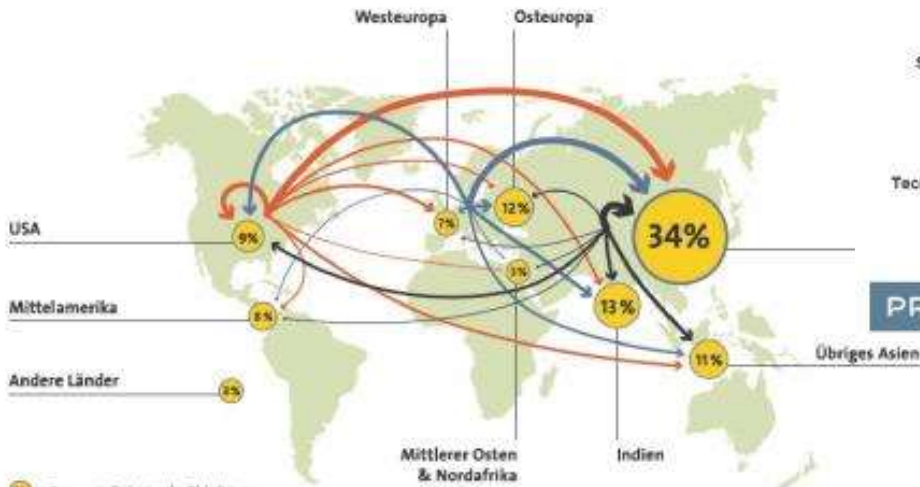 Westeuropa
Osteuropa
12%
7%
USA
9%
34%
3%
Mittelamerika
8%
13%
PR
Übriges Asien
11%
Andere Länder
3%
Mittlerer Osten
& Nordafrika
Indien